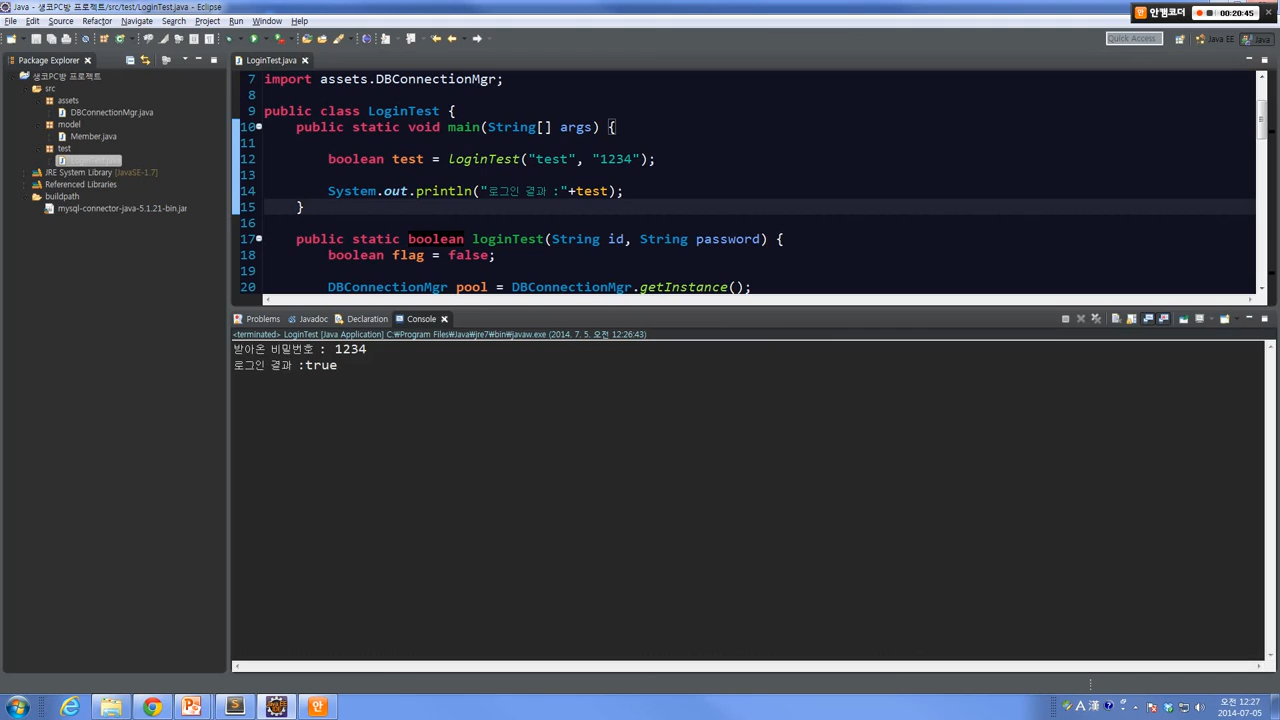 Java - 생코PC방 프로젝트/src/test/LoginTest.java - Eclipse
안캠코더
00:20:45
File Edit Source Refactor Navigate Search Project Run Window Help
Quick Access
Java EE
Java
Package Explorer
LoginTest.java
생코PC방 프로젝트
src
assets
DBConnectionMgr.java
model
Member.java
test
LoginTest.java
JRE System Library [JavaSE-1.7]
Referenced Libraries
buildpath
mysql-connector-java-5.1.21-bin.jar
7 import assets.DBConnectionMgr;
8
9 public class LoginTest {
10 public static void main(String[] args) {
11
12 boolean test = loginTest("test", "1234");
13
14 System.out.println("로그인 결과 :"+test);
15 }
16
17 public static boolean loginTest(String id, String password) {
18 boolean flag = false;
19
20 DBConnectionMgr pool = DBConnectionMgr.getInstance();
Problems Javadoc Declaration Console
<terminated> LoginTest [Java Application] C:₩Program Files₩Java₩jre7₩bin₩javaw.exe (2014. 7. 5. 오전 12:26:43)
받아온 비밀번호 : 1234
로그인 결과 :true
A 漢
오전 12:27
2014-07-05